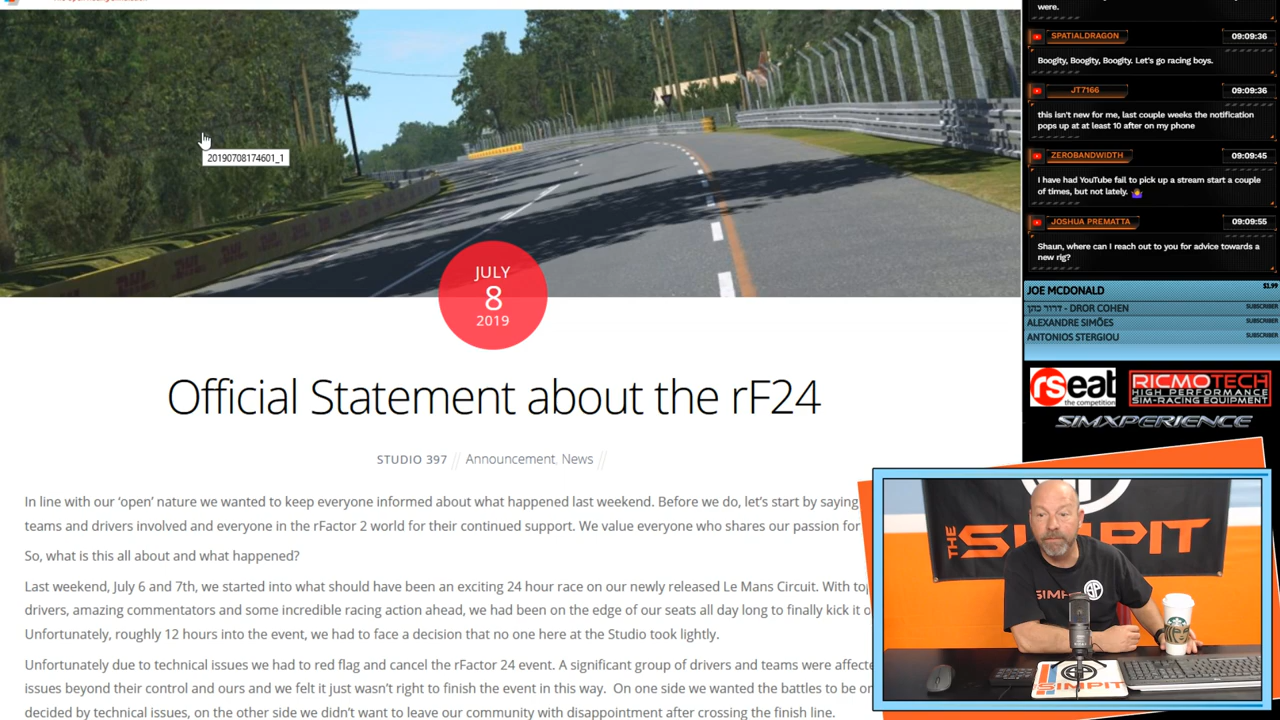 were.
SPATIALDRAGON
09:09:36
Boogity, Boogity, Boogity. Let's go racing boys.
JT7166
09:09:36
this isn't new for me, last couple weeks the notification
pops up at at least 10 after on my phone
ZEROBANDWIDTH
09:09:45
I have had YouTube fail to pick up a stream start a couple
of times, but not lately.
JOSHUA PREMATTA
09:09:55
Shaun, where can I reach out to you for advice towards a
new rig?
JOE MCDONALD
$1.99
דרור כהן - DROR COHEN
SUBSCRIBER
ALEXANDRE SIMÕES
SUBSCRIBER
ANTONIOS STERGIOU
SUBSCRIBER
rseat
the competition
RICMOTECH
HIGH PERFORMANCE
SIM-RACING EQUIPMENT
SIMXPERIENCE
20190708174601_1
JULY
8
2019
Official Statement about the rF24
STUDIO 397 // Announcement, News //
In line with our ‘open’ nature we wanted to keep everyone informed about what happened last weekend. Before we do, let’s start by saying
teams and drivers involved and everyone in the rFactor 2 world for their continued support. We value everyone who shares our passion for
So, what is this all about and what happened?
Last weekend, July 6 and 7th, we started into what should have been an exciting 24 hour race on our newly released Le Mans Circuit. With
drivers, amazing commentators and some incredible racing action ahead, we had been on the edge of our seats all day long to finally kick it
Unfortunately, roughly 12 hours into the event, we had to face a decision that no one here at the Studio took lightly.
Unfortunately due to technical issues we had to red flag and cancel the rFactor 24 event. A significant group of drivers and teams were
issues beyond their control and ours and we felt it just wasn't right to finish the event in this way. On one side we wanted the battles to be
decided by technical issues, on the other side we didn't want to leave our community with disappointment after crossing the finish line.
THE SIMPIT
SIMPIT